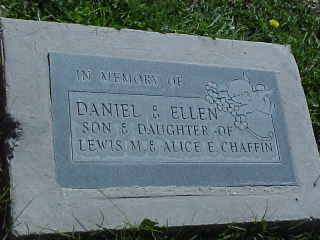 IN MEMORY OF
DANIEL & ELLEN
SON & DAUGHTER OF
LEWIS M. & ALICE E. CHAFFIN